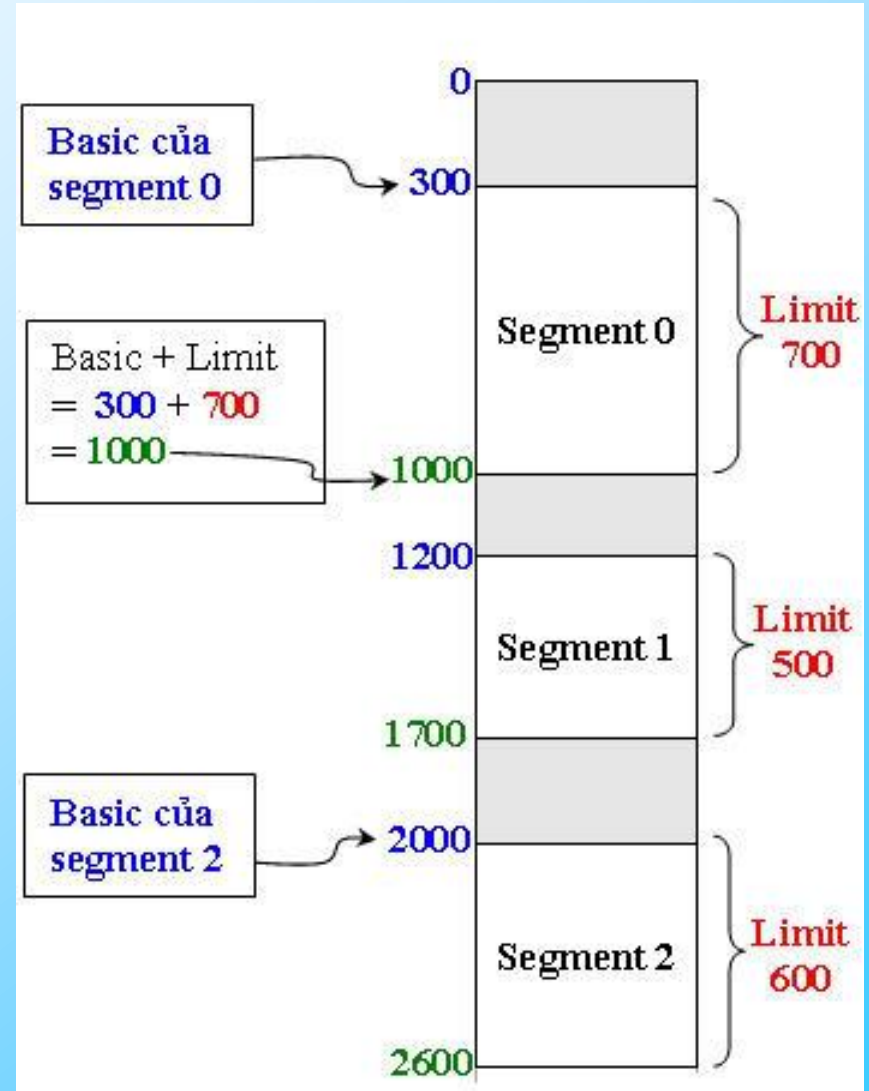 0
Basic của
segment 0
300
Segment 0
Limit
700
Basic + Limit
= 300 + 700
= 1000
1000
1200
Segment 1
Limit
500
1700
Basic của
segment 2
2000
Segment 2
Limit
600
2600